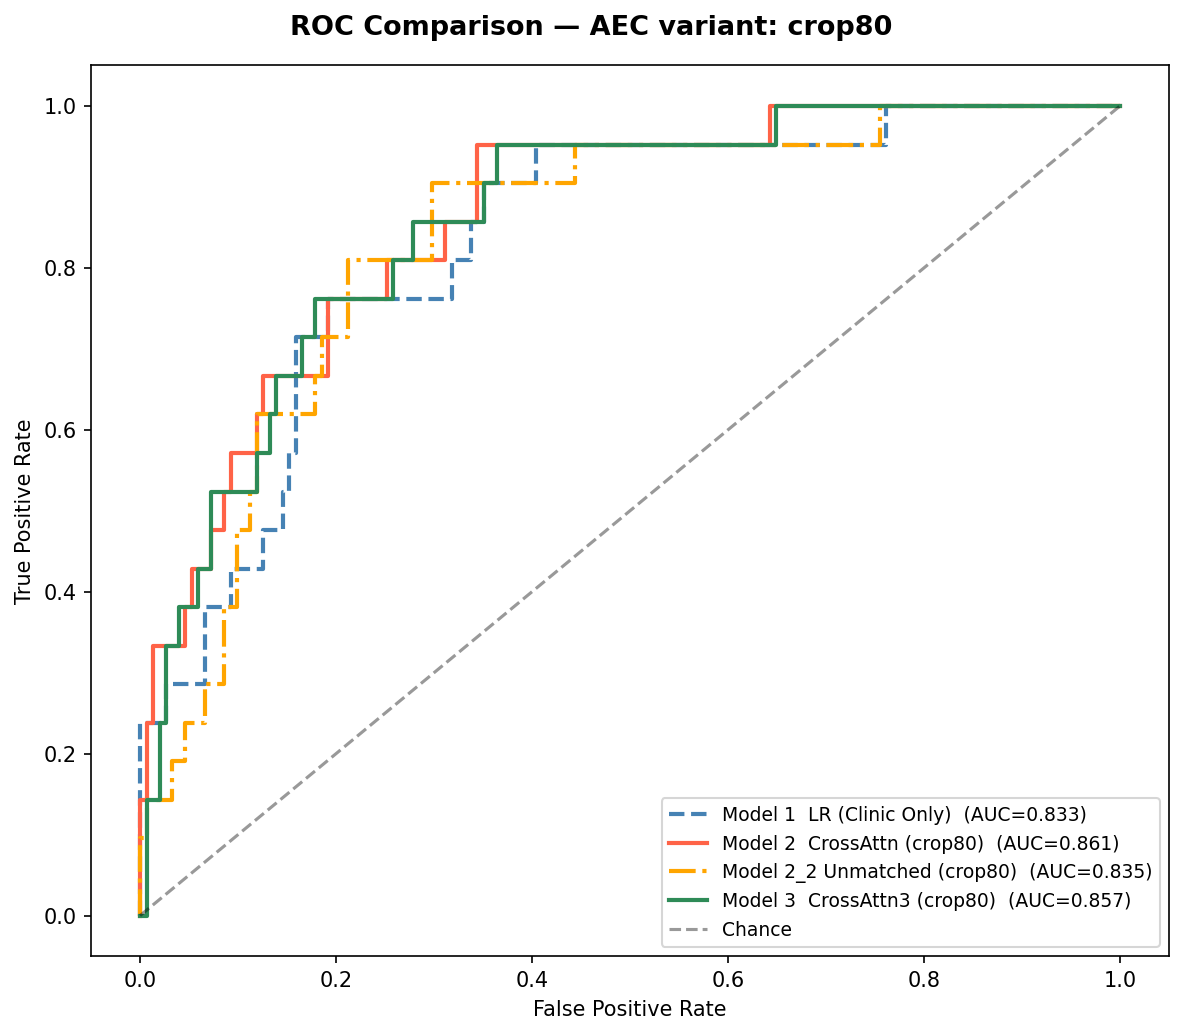 ROC Comparison — AEC variant: crop80
True Positive Rate
1.0
0.8
0.6
0.4
0.2
0.0
Model 1  LR (Clinic Only)  (AUC=0.833)
Model 2  CrossAttn (crop80)  (AUC=0.861)
Model 2_2 Unmatched (crop80)  (AUC=0.835)
Model 3  CrossAttn3 (crop80)  (AUC=0.857)
Chance
0.0 0.2 0.4 0.6 0.8 1.0
False Positive Rate